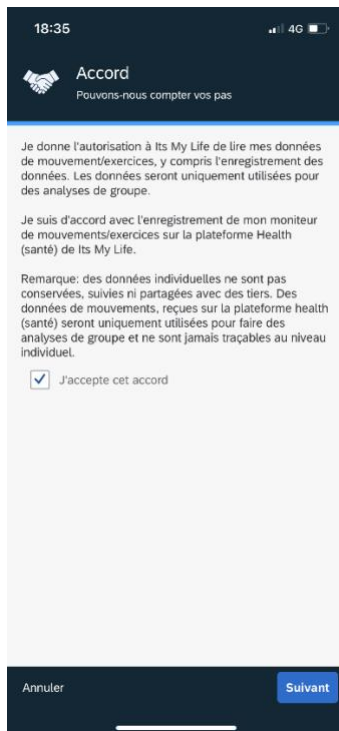 18:35
4G
Accord
Pouvons-nous compter vos pas
Je donne l'autorisation à Its My Life de lire mes données
de mouvement/exercices, y compris l'enregistrement des
données. Les données seront uniquement utilisées pour
des analyses de groupe.
Je suis d'accord avec l'enregistrement de mon moniteur
de mouvements/exercices sur la plateforme Health
(santé) de Its My Life.
Remarque: des données individuelles ne sont pas
conservées, suivies ni partagées avec des tiers. Des
données de mouvements, reçues sur la plateforme health
(santé) seront uniquement utilisées pour faire des
analyses de groupe et ne sont jamais traçables au niveau
individuel.
J'accepte cet accord
Annuler
Suivant